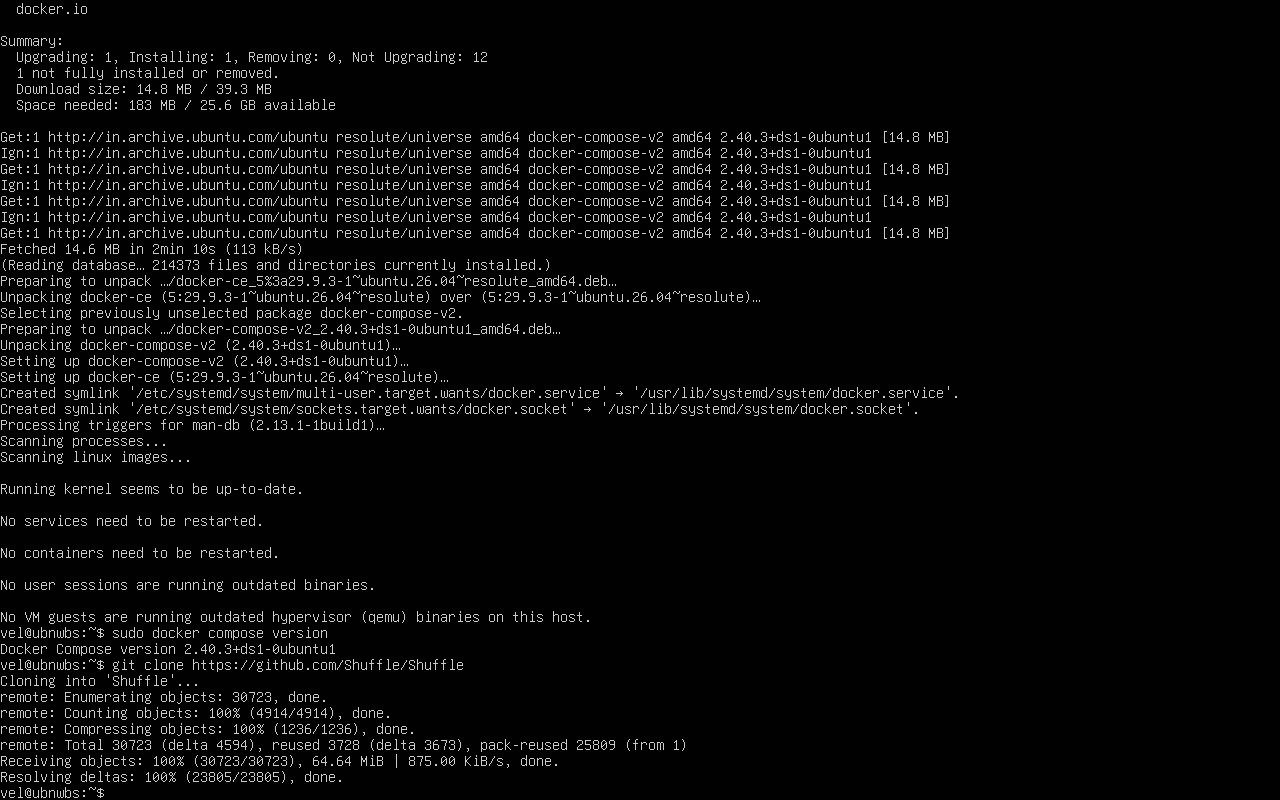 docker.io
Summary:
Upgrading: 1, Installing: 1, Removing: 0, Not Upgrading: 12
1 not fully installed or removed.
Download size: 14.8 MB / 39.3 MB
Space needed: 183 MB / 25.6 GB available
Get:1 http://in.archive.ubuntu.com/ubuntu resolute/universe amd64 docker-compose-v2 amd64 2.40.3+ds1-0ubuntu1 [14.8 MB]
Ign:1 http://in.archive.ubuntu.com/ubuntu resolute/universe amd64 docker-compose-v2 amd64 2.40.3+ds1-0ubuntu1
Get:1 http://in.archive.ubuntu.com/ubuntu resolute/universe amd64 docker-compose-v2 amd64 2.40.3+ds1-0ubuntu1 [14.8 MB]
Ign:1 http://in.archive.ubuntu.com/ubuntu resolute/universe amd64 docker-compose-v2 amd64 2.40.3+ds1-0ubuntu1
Get:1 http://in.archive.ubuntu.com/ubuntu resolute/universe amd64 docker-compose-v2 amd64 2.40.3+ds1-0ubuntu1 [14.8 MB]
Ign:1 http://in.archive.ubuntu.com/ubuntu resolute/universe amd64 docker-compose-v2 amd64 2.40.3+ds1-0ubuntu1
Get:1 http://in.archive.ubuntu.com/ubuntu resolute/universe amd64 docker-compose-v2 amd64 2.40.3+ds1-0ubuntu1 [14.8 MB]
Fetched 14.6 MB in 2min 10s (113 kB/s)
(Reading database… 214373 files and directories currently installed.)
Preparing to unpack …/docker-ce_5%3a29.9.3-1~ubuntu.26.04~resolute_amd64.deb…
Unpacking docker-ce (5:29.9.3-1~ubuntu.26.04~resolute) over (5:29.9.3-1~ubuntu.26.04~resolute)…
Selecting previously unselected package docker-compose-v2.
Preparing to unpack …/docker-compose-v2_2.40.3+ds1-0ubuntu1_amd64.deb…
Unpacking docker-compose-v2 (2.40.3+ds1-0ubuntu1)…
Setting up docker-compose-v2 (2.40.3+ds1-0ubuntu1)…
Setting up docker-ce (5:29.9.3-1~ubuntu.26.04~resolute)…
Created symlink '/etc/systemd/system/multi-user.target.wants/docker.service' → '/usr/lib/systemd/system/docker.service'.
Created symlink '/etc/systemd/system/sockets.target.wants/docker.socket' → '/usr/lib/systemd/system/docker.socket'.
Processing triggers for man-db (2.13.1-1build1)…
Scanning processes...
Scanning linux images...
Running kernel seems to be up-to-date.
No services need to be restarted.
No containers need to be restarted.
No user sessions are running outdated binaries.
No VM guests are running outdated hypervisor (qemu) binaries on this host.
vel@ubnwbs:~$ sudo docker compose version
Docker Compose version 2.40.3+ds1-0ubuntu1
vel@ubnwbs:~$ git clone https://github.com/Shuffle/Shuffle
Cloning into 'Shuffle'...
remote: Enumerating objects: 30723, done.
remote: Counting objects: 100% (4914/4914), done.
remote: Compressing objects: 100% (1236/1236), done.
remote: Total 30723 (delta 4594), reused 3728 (delta 3673), pack-reused 25809 (from 1)
Receiving objects: 100% (30723/30723), 64.64 MiB | 875.00 KiB/s, done.
Resolving deltas: 100% (23805/23805), done.
vel@ubnwbs:~$